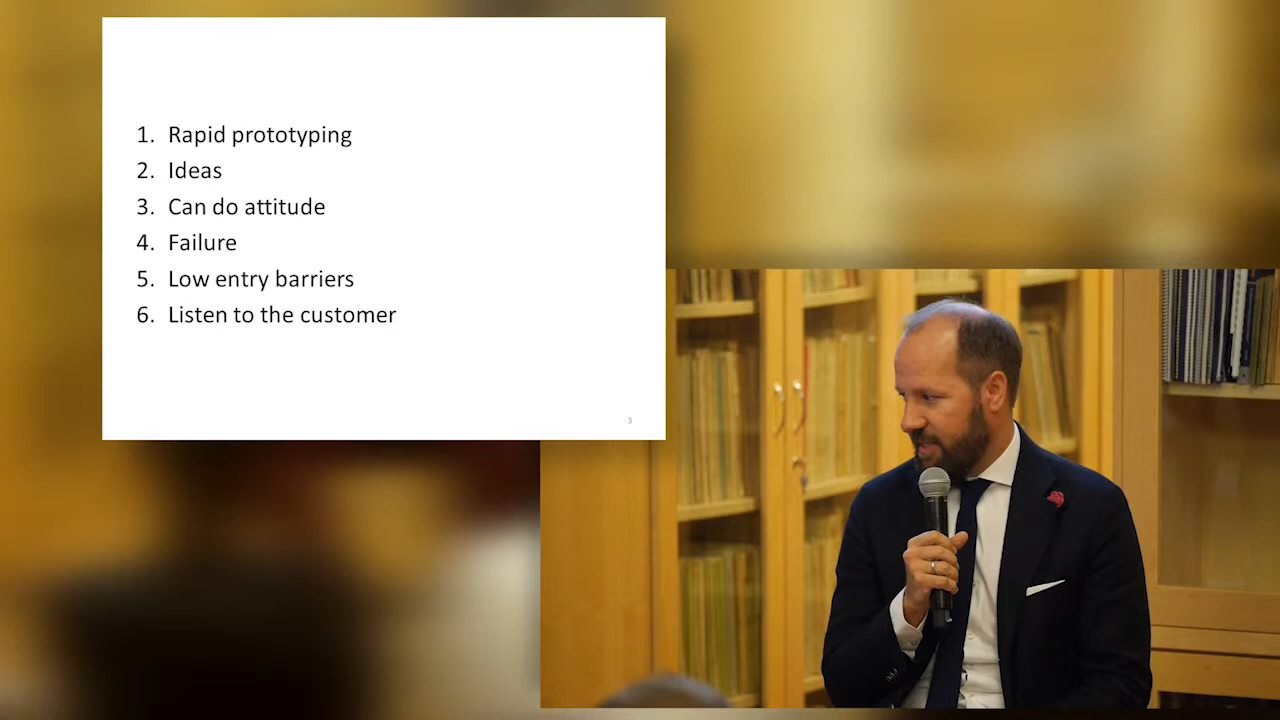 1. Rapid prototyping
2. Ideas
3. Can do attitude
4. Failure
5. Low entry barriers
6. Listen to the customer
3